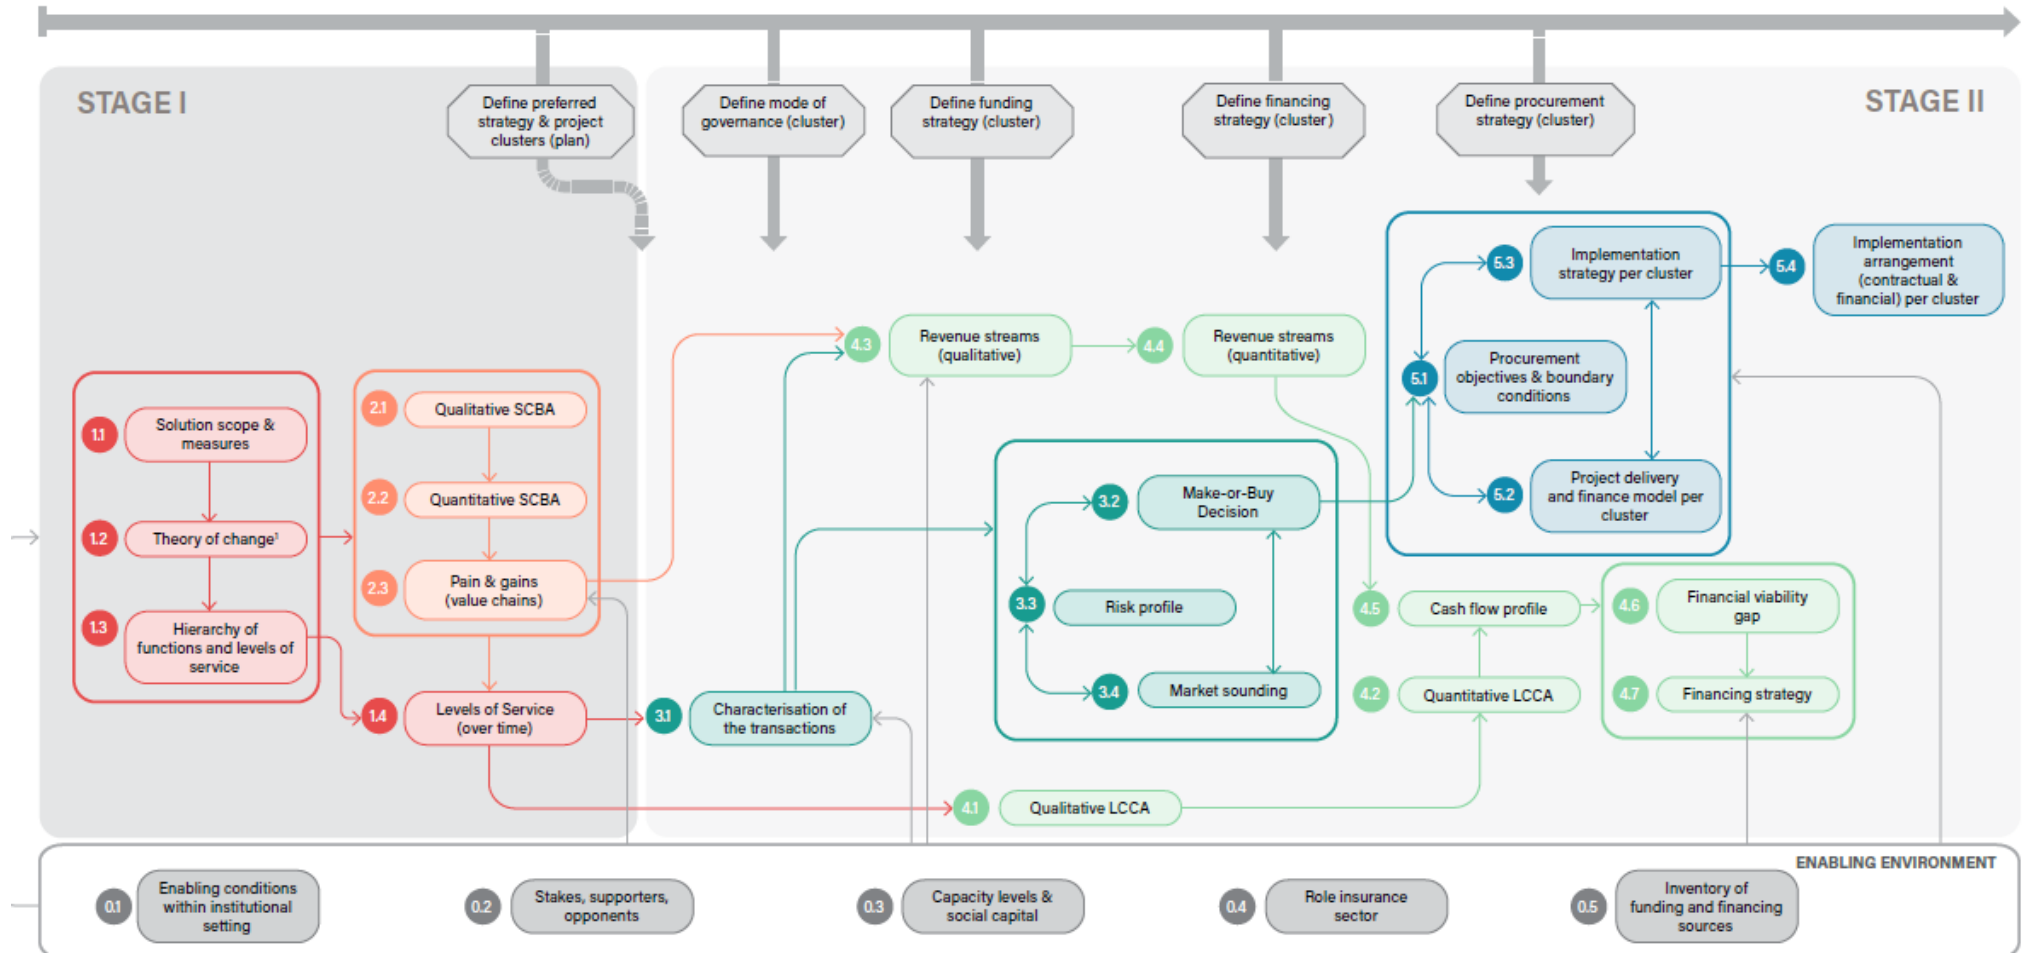 STAGE I
STAGE II
Define preferred
strategy & project
clusters (plan)
Define mode of
governance (cluster)
Define funding
strategy (cluster)
Define financing
strategy (cluster)
Define procurement
strategy (cluster)
1.1
Solution scope &
measures
1.2
Theory of change¹
1.3
Hierarchy of
functions and levels of
service
2.1
Qualitative SCBA
2.2
Quantitative SCBA
2.3
Pain & gains
(value chains)
1.4
Levels of Service
(over time)
3.1
Characterisation of
the transactions
4.3
Revenue streams
(qualitative)
4.4
Revenue streams
(quantitative)
3.2
Make-or-Buy
Decision
3.3
Risk profile
3.4
Market sounding
4.1
Qualitative LCCA
5.3
Implementation
strategy per cluster
5.4
Implementation
arrangement
(contractual &
financial) per cluster
5.1
Procurement
objectives & boundary
conditions
5.2
Project delivery
and finance model per
cluster
4.5
Cash flow profile
4.2
Quantitative LCCA
4.6
Financial viability
gap
4.7
Financing strategy
ENABLING ENVIRONMENT
0.1
Enabling conditions
within institutional
setting
0.2
Stakes, supporters,
opponents
0.3
Capacity levels &
social capital
0.4
Role insurance
sector
0.5
Inventory of
funding and financing
sources